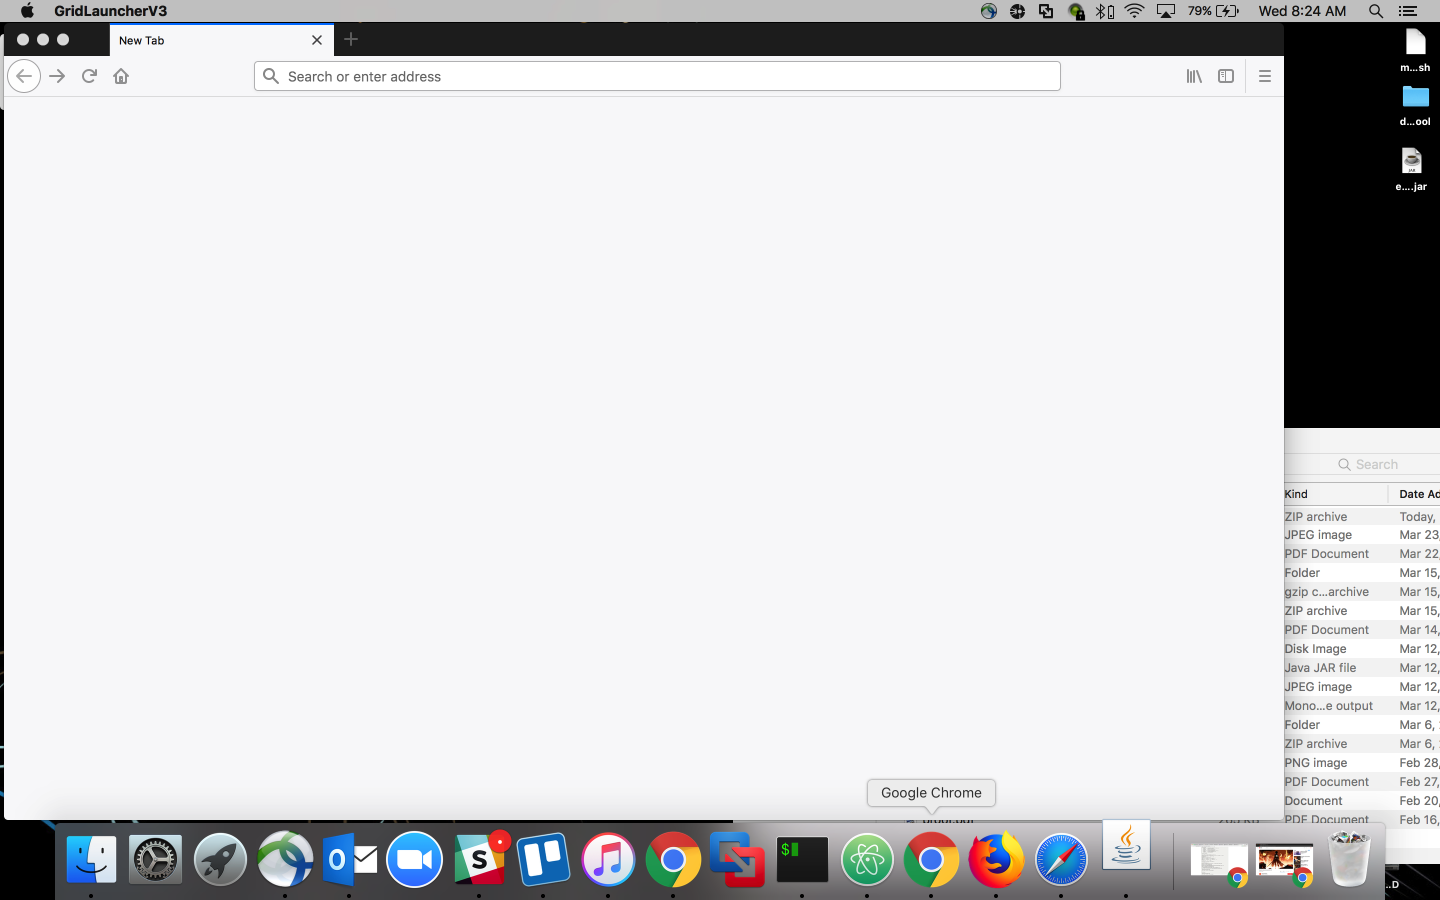 GridLauncherV3
79%
Wed 8:24 AM
New Tab
Search or enter address
m...sh
d...ool
JAR
e....jar
Search
Kind
Date Ad
ZIP archive
Today,
JPEG image
Mar 23,
PDF Document
Mar 22,
Folder
Mar 15,
gzip c...archive
Mar 15,
ZIP archive
Mar 15,
PDF Document
Mar 14,
Disk Image
Mar 12,
Java JAR file
Mar 12,
JPEG image
Mar 12,
Mono...e output
Mar 12,
Folder
Mar 6,
ZIP archive
Mar 6,
PNG image
Feb 28,
PDF Document
Feb 27,
Document
Feb 20,
PDF Document
Feb 16,
Google Chrome
...D